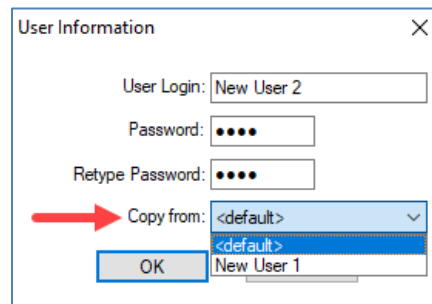 User Information
User Login: New User 2
Password: ●●●●
Retype Password: ●●●●
Copy from: <default>
<default>
New User 1
OK